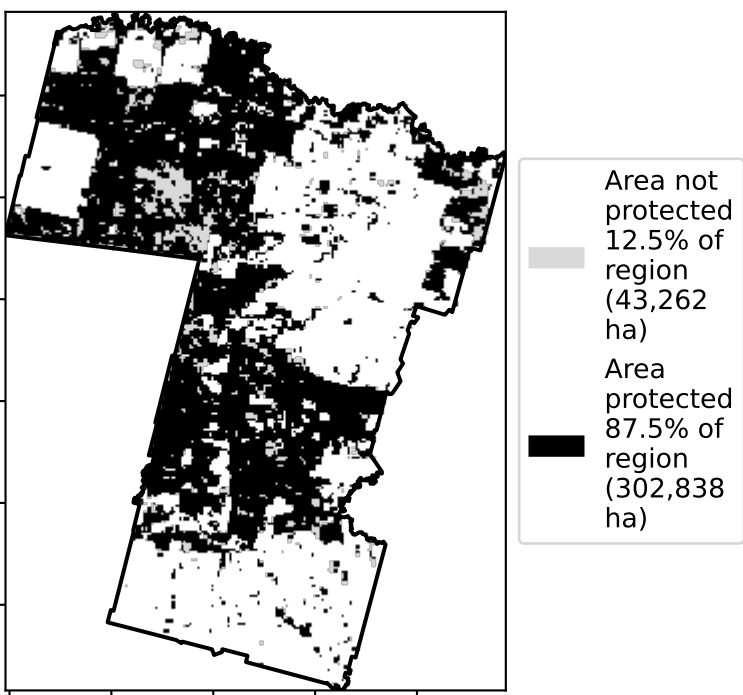 Area not
protected
12.5% of
region
(43,262
ha)
Area
protected
87.5% of
region
(302,838
ha)